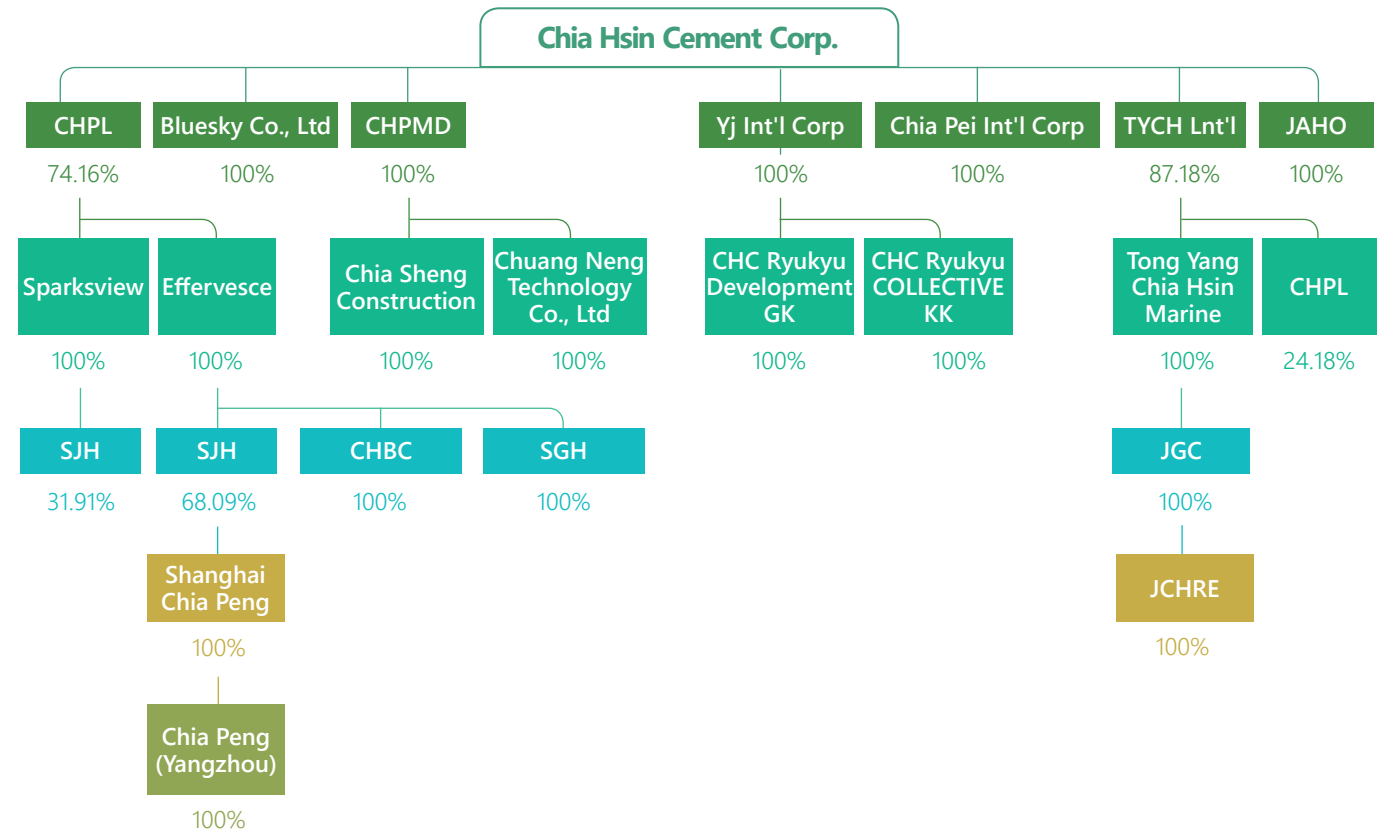 Chia Hsin Cement Corp.
CHPL
Bluesky Co., Ltd
CHPMD
Yj Int'l Corp
Chia Pei Int'l Corp
TYCH Lnt'l
JAHO
74.16%
100%
100%
100%
100%
87.18%
100%
Sparksview
Effervesce
Chia Sheng
Construction
Chuang Neng
Technology
Co., Ltd
CHC Ryukyu
Development
GK
CHC Ryukyu
COLLECTIVE
KK
Tong Yang
Chia Hsin
Marine
CHPL
100%
100%
100%
100%
100%
100%
100%
24.18%
SJH
SJH
CHBC
SGH
JGC
31.91%
68.09%
100%
100%
100%
Shanghai
Chia Peng
JCHRE
100%
100%
Chia Peng
(Yangzhou)
100%